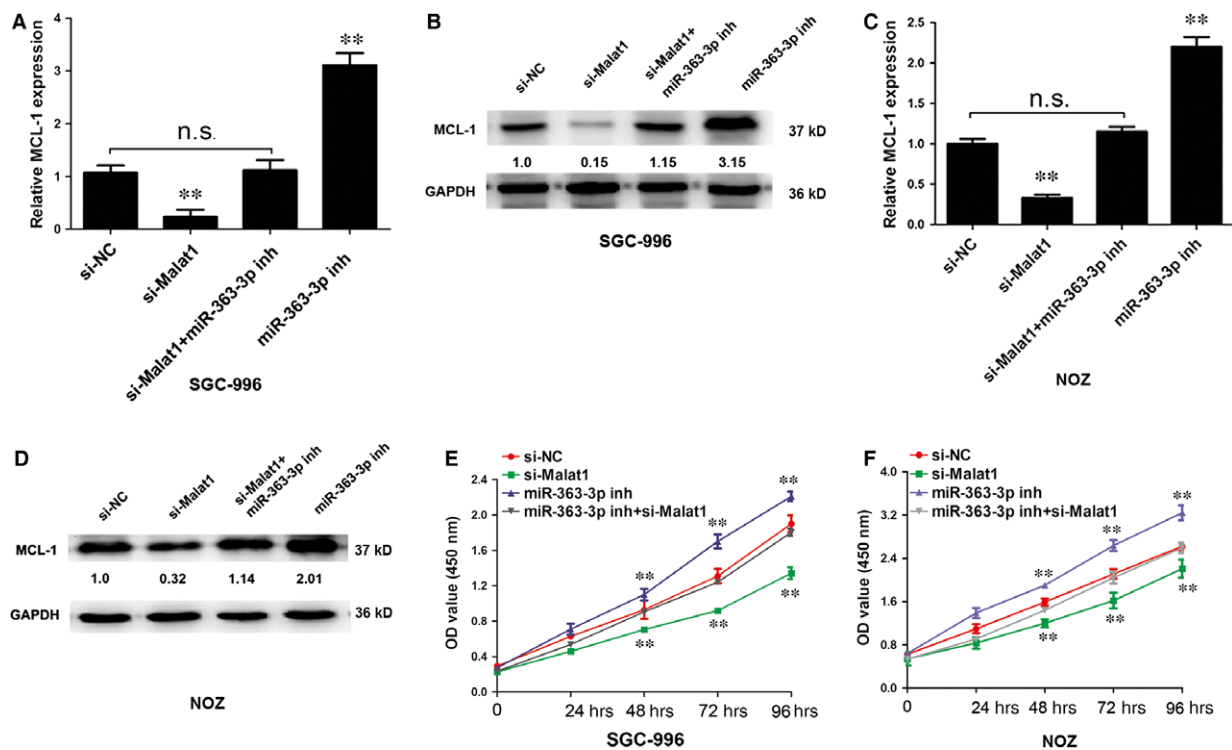 A
Relative MCL-1 expression
4
3
2
1
0
**
n.s.
**
si-NC
si-Malat1
si-Malat1+miR-363-3p inh
miR-363-3p inh
SGC-996
B
si-NC
si-Malat1
si-Malat1+
miR-363-3p inh
miR-363-3p inh
MCL-1
37 kD
1.0 0.15 1.15 3.15
GAPDH
36 kD
SGC-996
C
Relative MCL-1 expression
2.5
2.0
1.5
1.0
0.5
0.0
**
n.s.
**
si-NC
si-Malat1
si-Malat1+miR-363-3p inh
miR-363-3p inh
NOZ
D
si-NC
si-Malat1
si-Malat1+
miR-363-3p inh
miR-363-3p inh
MCL-1
37 kD
1.0 0.32 1.14 2.01
GAPDH
36 kD
NOZ
E
si-NC
si-Malat1
miR-363-3p inh
miR-363-3p inh+si-Malat1
OD value (450 nm)
2.4
2.0
1.6
1.2
0.8
0.4
0.0
** ** **
** ** **
0 24 hrs 48 hrs 72 hrs 96 hrs
SGC-996
F
si-NC
si-Malat1
miR-363-3p inh
miR-363-3p inh+si-Malat1
OD value (450 nm)
4.0
3.2
2.4
1.6
0.8
0.0
** ** **
** ** **
0 24 hrs 48 hrs 72 hrs 96 hrs
NOZ